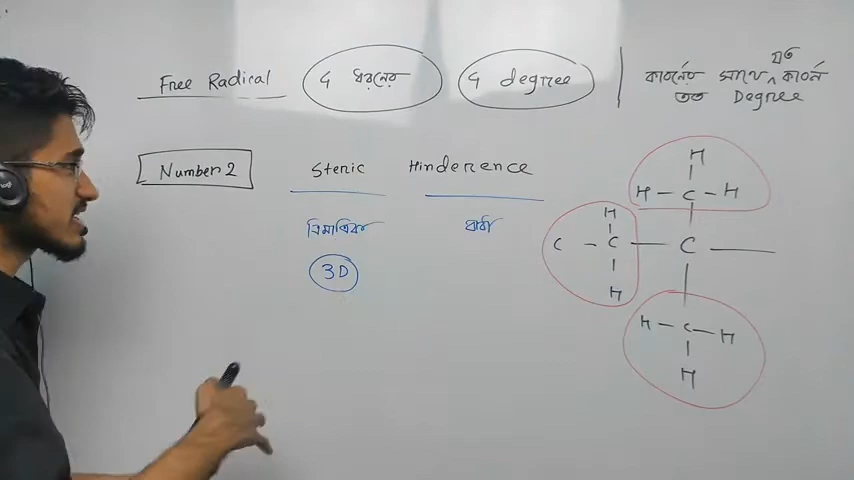 Free Radical 4 ধরনের 4 degree
কার্বনের সাথে যত কার্বন
তত Degree
Number 2 Steric Hinderence
ত্রিমাত্রিক বাধা
3D
H
H - C - H
H
C - C - C
H
H - C - H
H